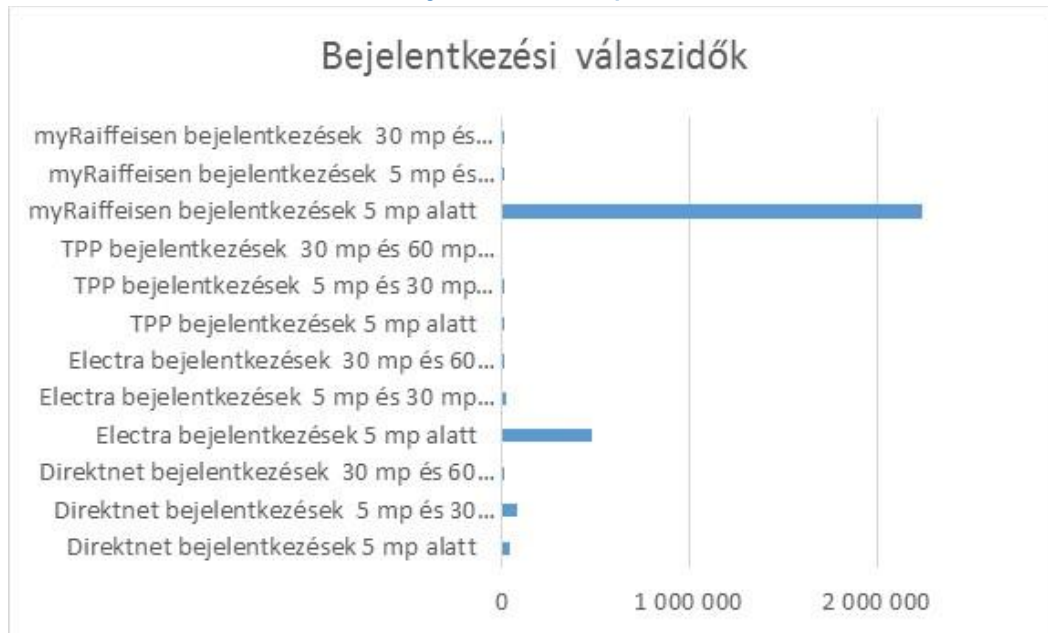 Bejelentkezési válaszidők
myRaiffeisen bejelentkezések 30 mp és...
myRaiffeisen bejelentkezések 5 mp és...
myRaiffeisen bejelentkezések 5 mp alatt
TPP bejelentkezések 30 mp és 60 mp...
TPP bejelentkezések 5 mp és 30 mp...
TPP bejelentkezések 5 mp alatt
Electra bejelentkezések 30 mp és 60...
Electra bejelentkezések 5 mp és 30 mp...
Electra bejelentkezések 5 mp alatt
Direktnet bejelentkezések 30 mp és 60...
Direktnet bejelentkezések 5 mp és 30...
Direktnet bejelentkezések 5 mp alatt
0 1 000 000 2 000 000